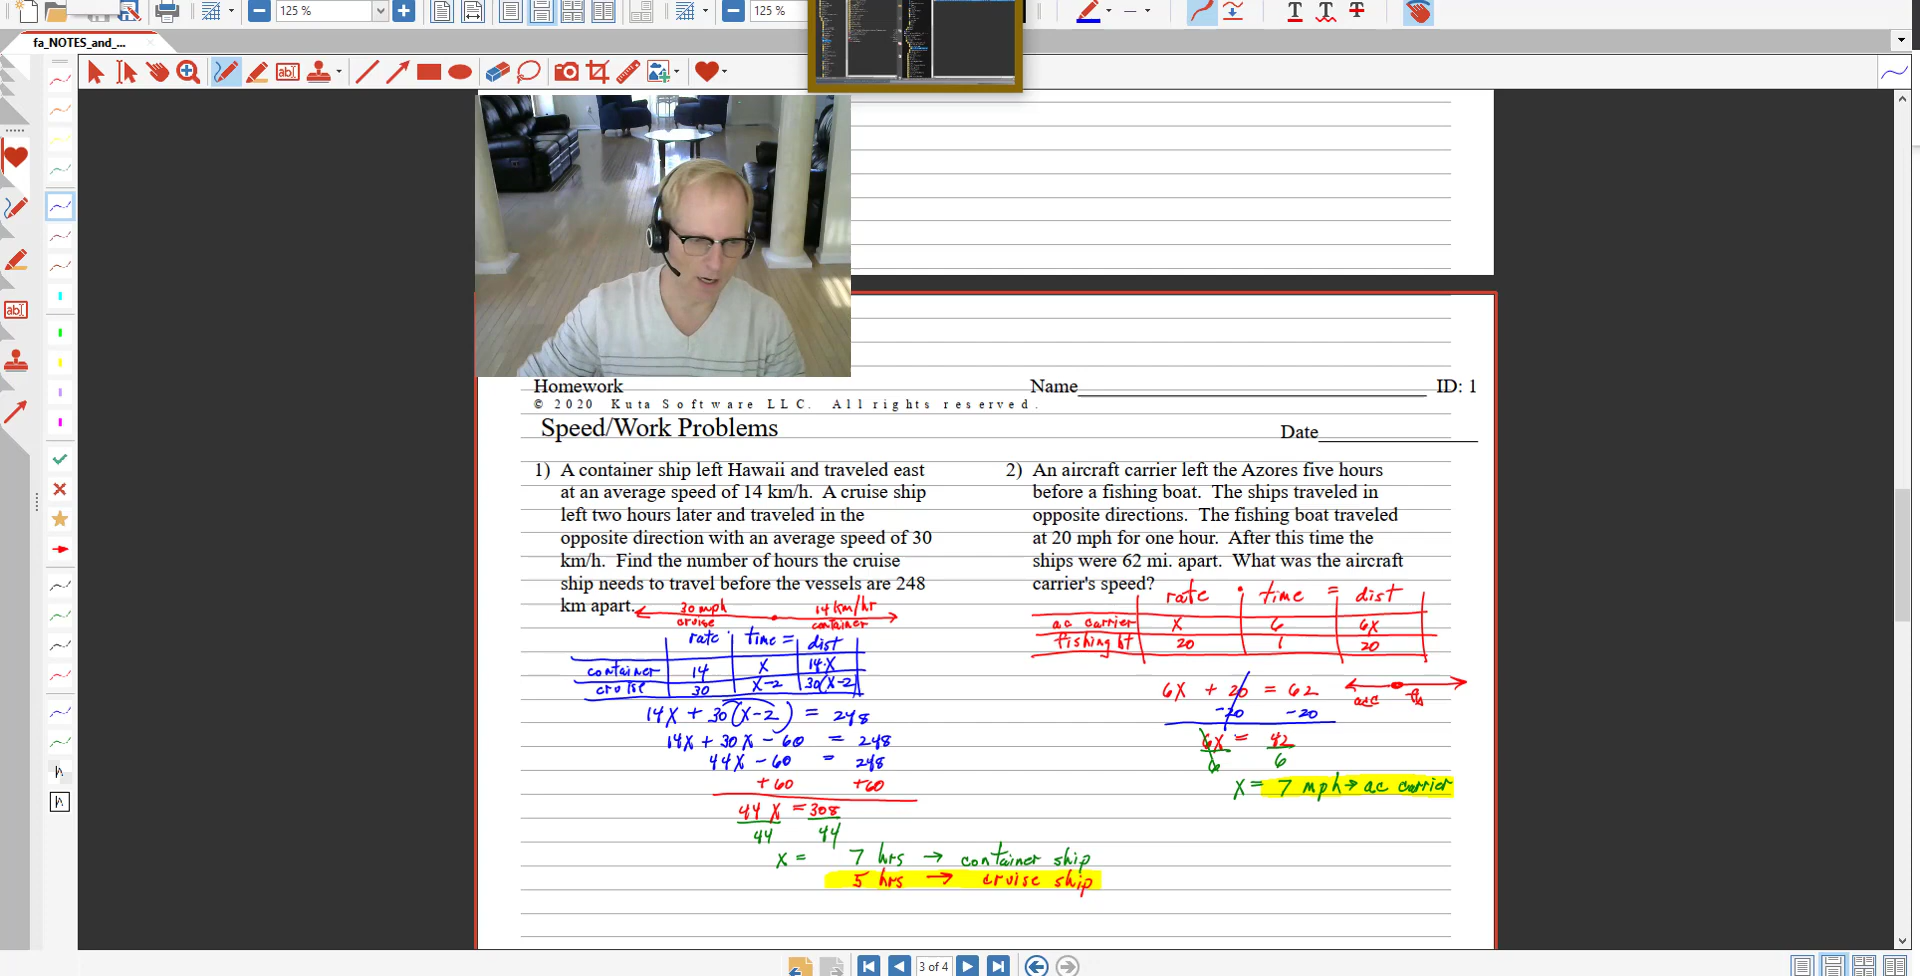 125 %
125 %
fa_NOTES_and_...
Homework
Name
ID: 1
© 2020 Kuta Software LLC. All rights reserved.
Speed/Work Problems
Date
1) A container ship left Hawaii and traveled east
at an average speed of 14 km/h. A cruise ship
left two hours later and traveled in the
opposite direction with an average speed of 30
km/h. Find the number of hours the cruise
ship needs to travel before the vessels are 248
km apart.
30 mph
14 km/hr
cruise
container
rate · time = dist
container 14 x 14·x
cruise 30 x-2 30(x-2)
14x + 30(x-2) = 248
14x + 30x - 60 = 248
44x - 60 = 248
+60 +60
44x = 308
44 44
x = 7 hrs → container ship
5 hrs → cruise ship
2) An aircraft carrier left the Azores five hours
before a fishing boat. The ships traveled in
opposite directions. The fishing boat traveled
at 20 mph for one hour. After this time the
ships were 62 mi. apart. What was the aircraft
carrier's speed?
rate · time = dist
ac carrier x 6 6x
fishing bt 20 1 20
6x + 20 = 62
acc
-20 -20
6x = 42
6 6
x = 7 mph → ac carrier
3 of 4